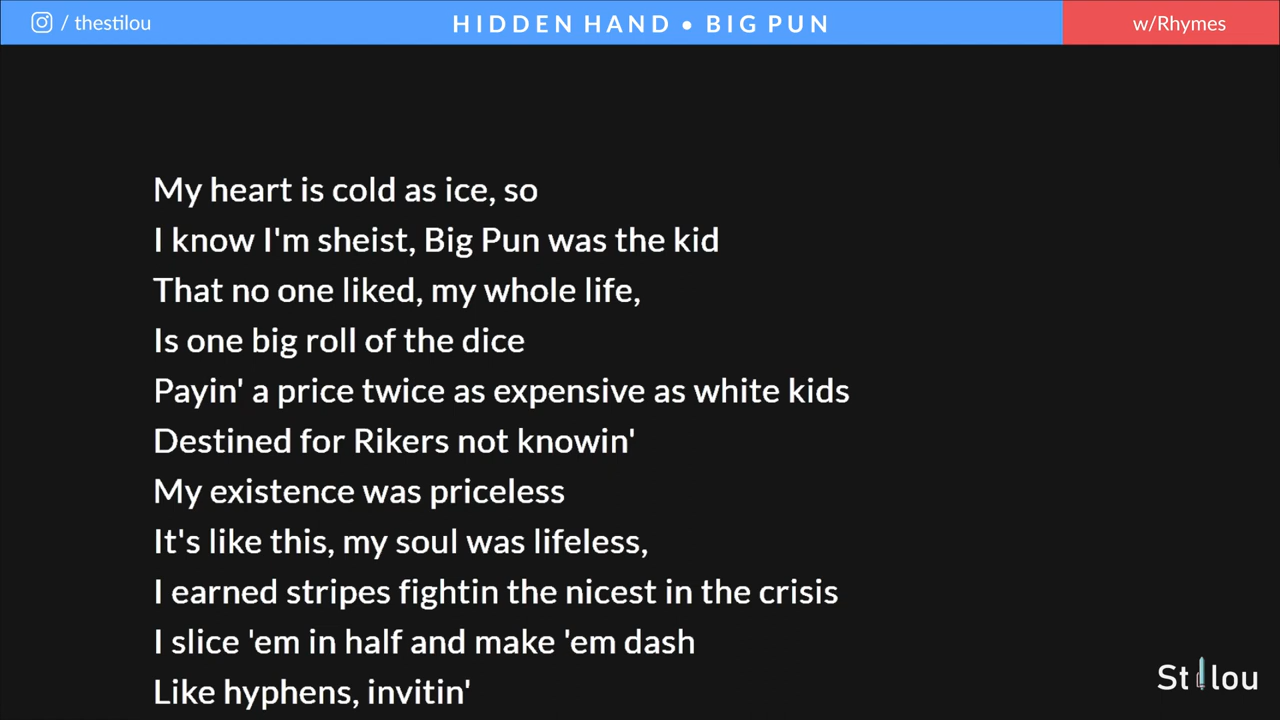 / thestilou
HIDDEN HAND • BIG PUN
w/Rhymes
My heart is cold as ice, so
I know I'm sheist, Big Pun was the kid
That no one liked, my whole life,
Is one big roll of the dice
Payin' a price twice as expensive as white kids
Destined for Rikers not knowin'
My existence was priceless
It's like this, my soul was lifeless,
I earned stripes fightin the nicest in the crisis
I slice 'em in half and make 'em dash
Like hyphens, invitin'
Stilou